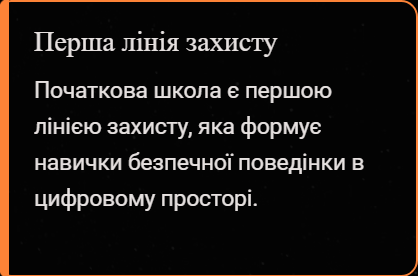 Перша лінія захисту
Початкова школа є першою
лінією захисту, яка формує
навички безпечної поведінки в
цифровому просторі.